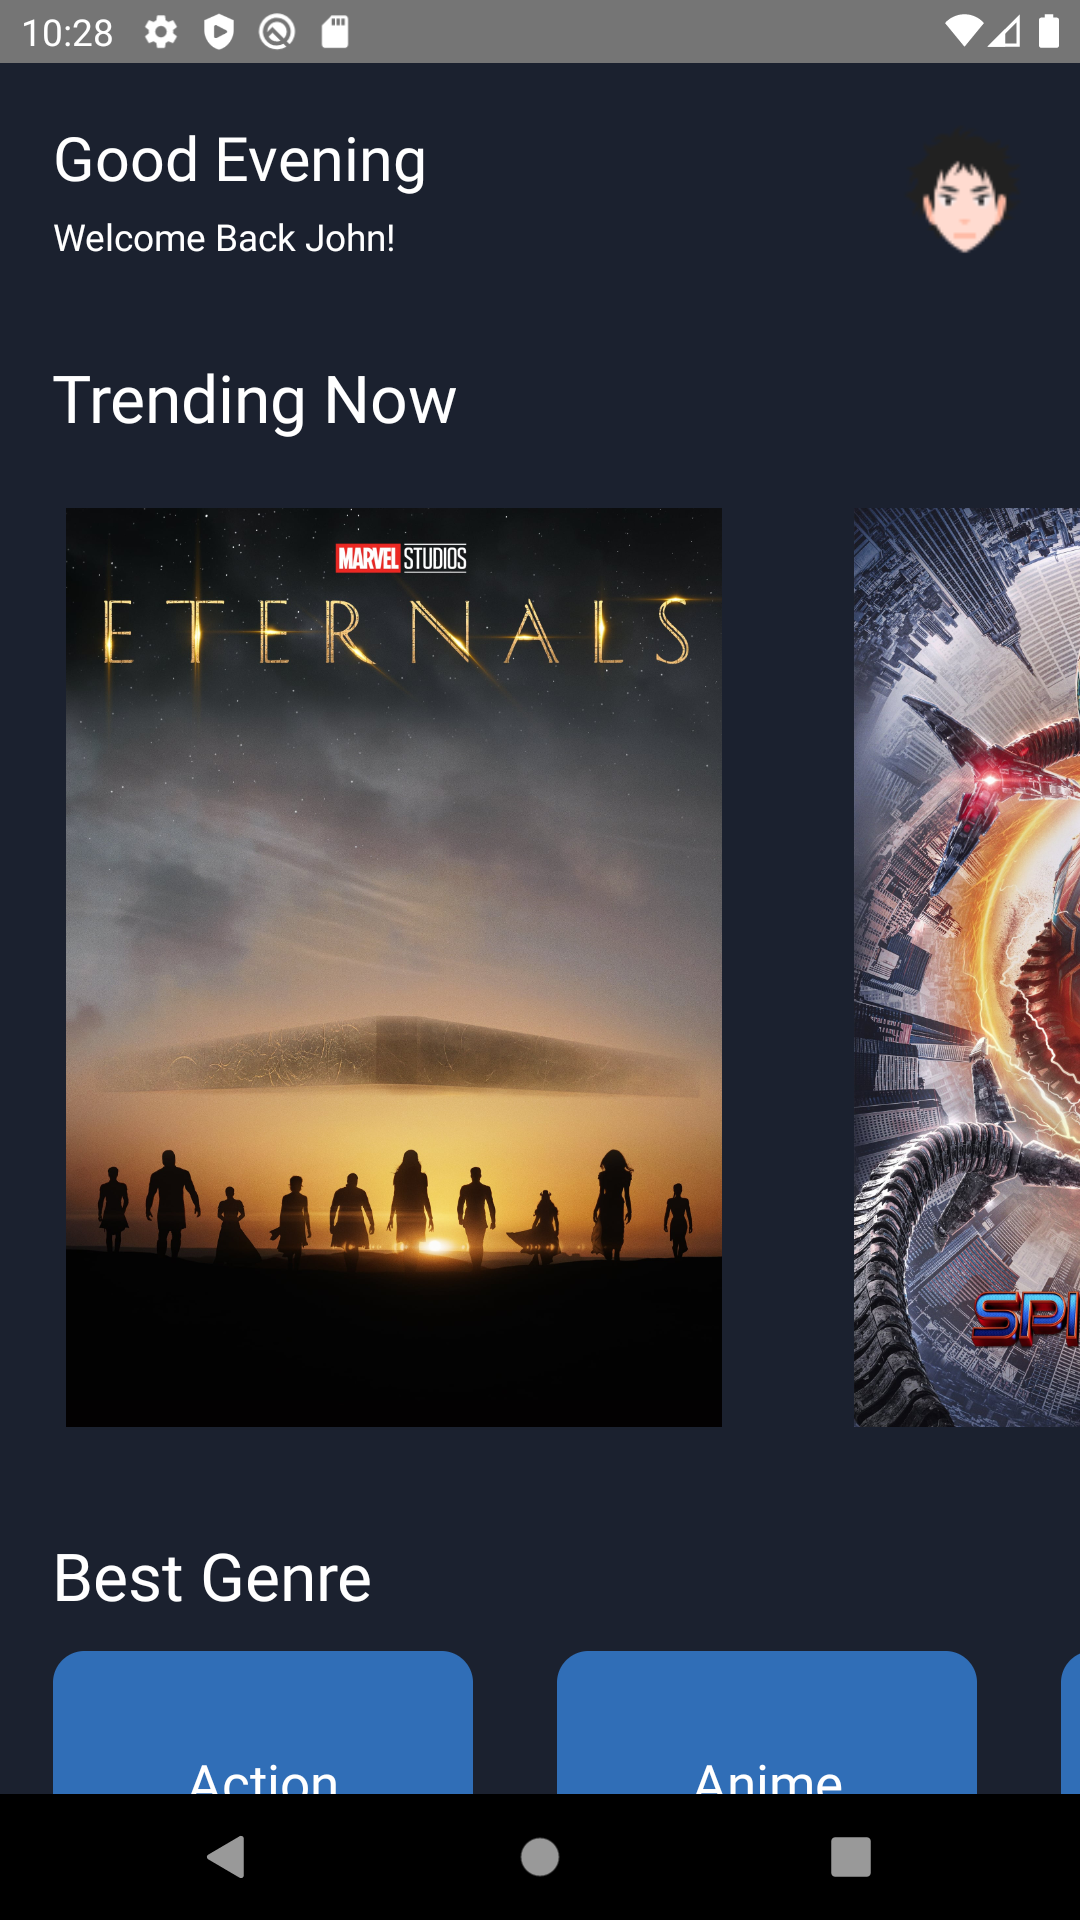 10:28
Good Evening
Welcome Back John!
Trending Now
MARVEL STUDIOS
ETERNALS
SPI
Best Genre
Action
Anime